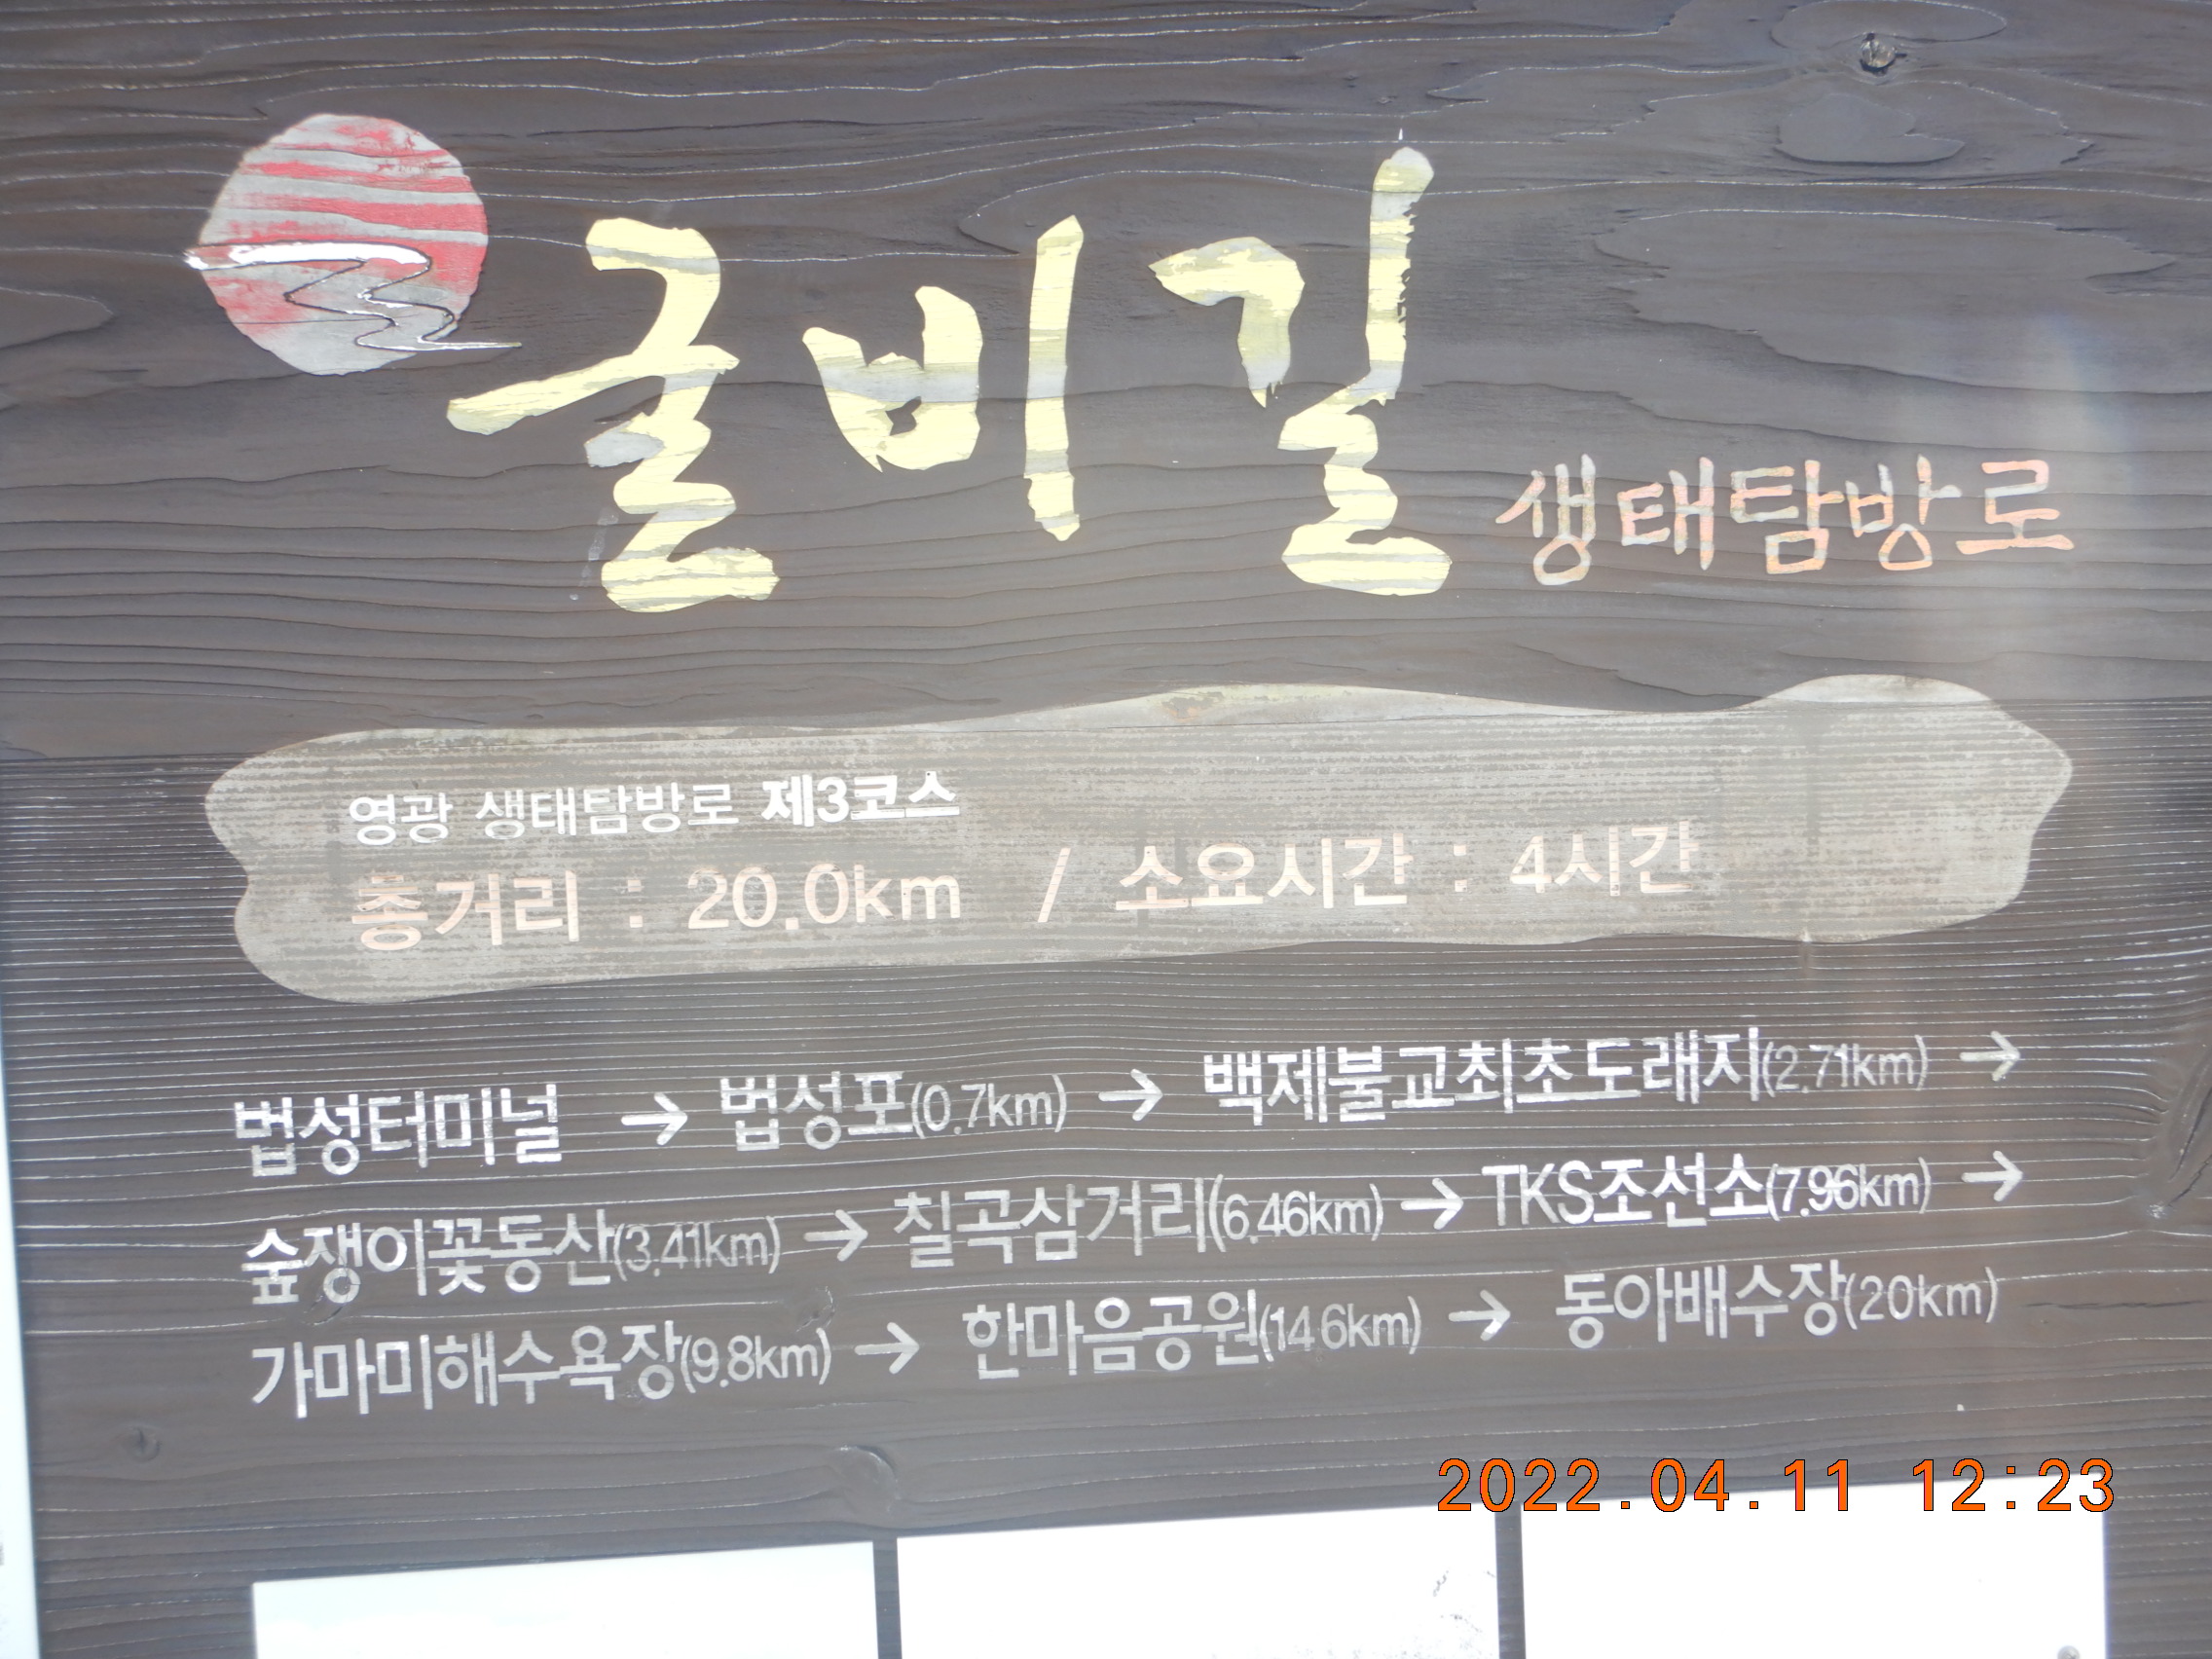 굴비길 생태탐방로
영광 생태탐방로 제3코스
총거리 : 20.0km / 소요시간 : 4시간
법성터미널 → 법성포(0.7km) → 백제불교최초도래지(2.71km) →
숲쟁이꽃동산(3.41km) → 칠곡삼거리(6.46km) → TKS조선소(7.96km) →
가마미해수욕장(9.8km) → 한마음공원(14.6km) → 동아배수장(20km)
2022.04.11 12:23